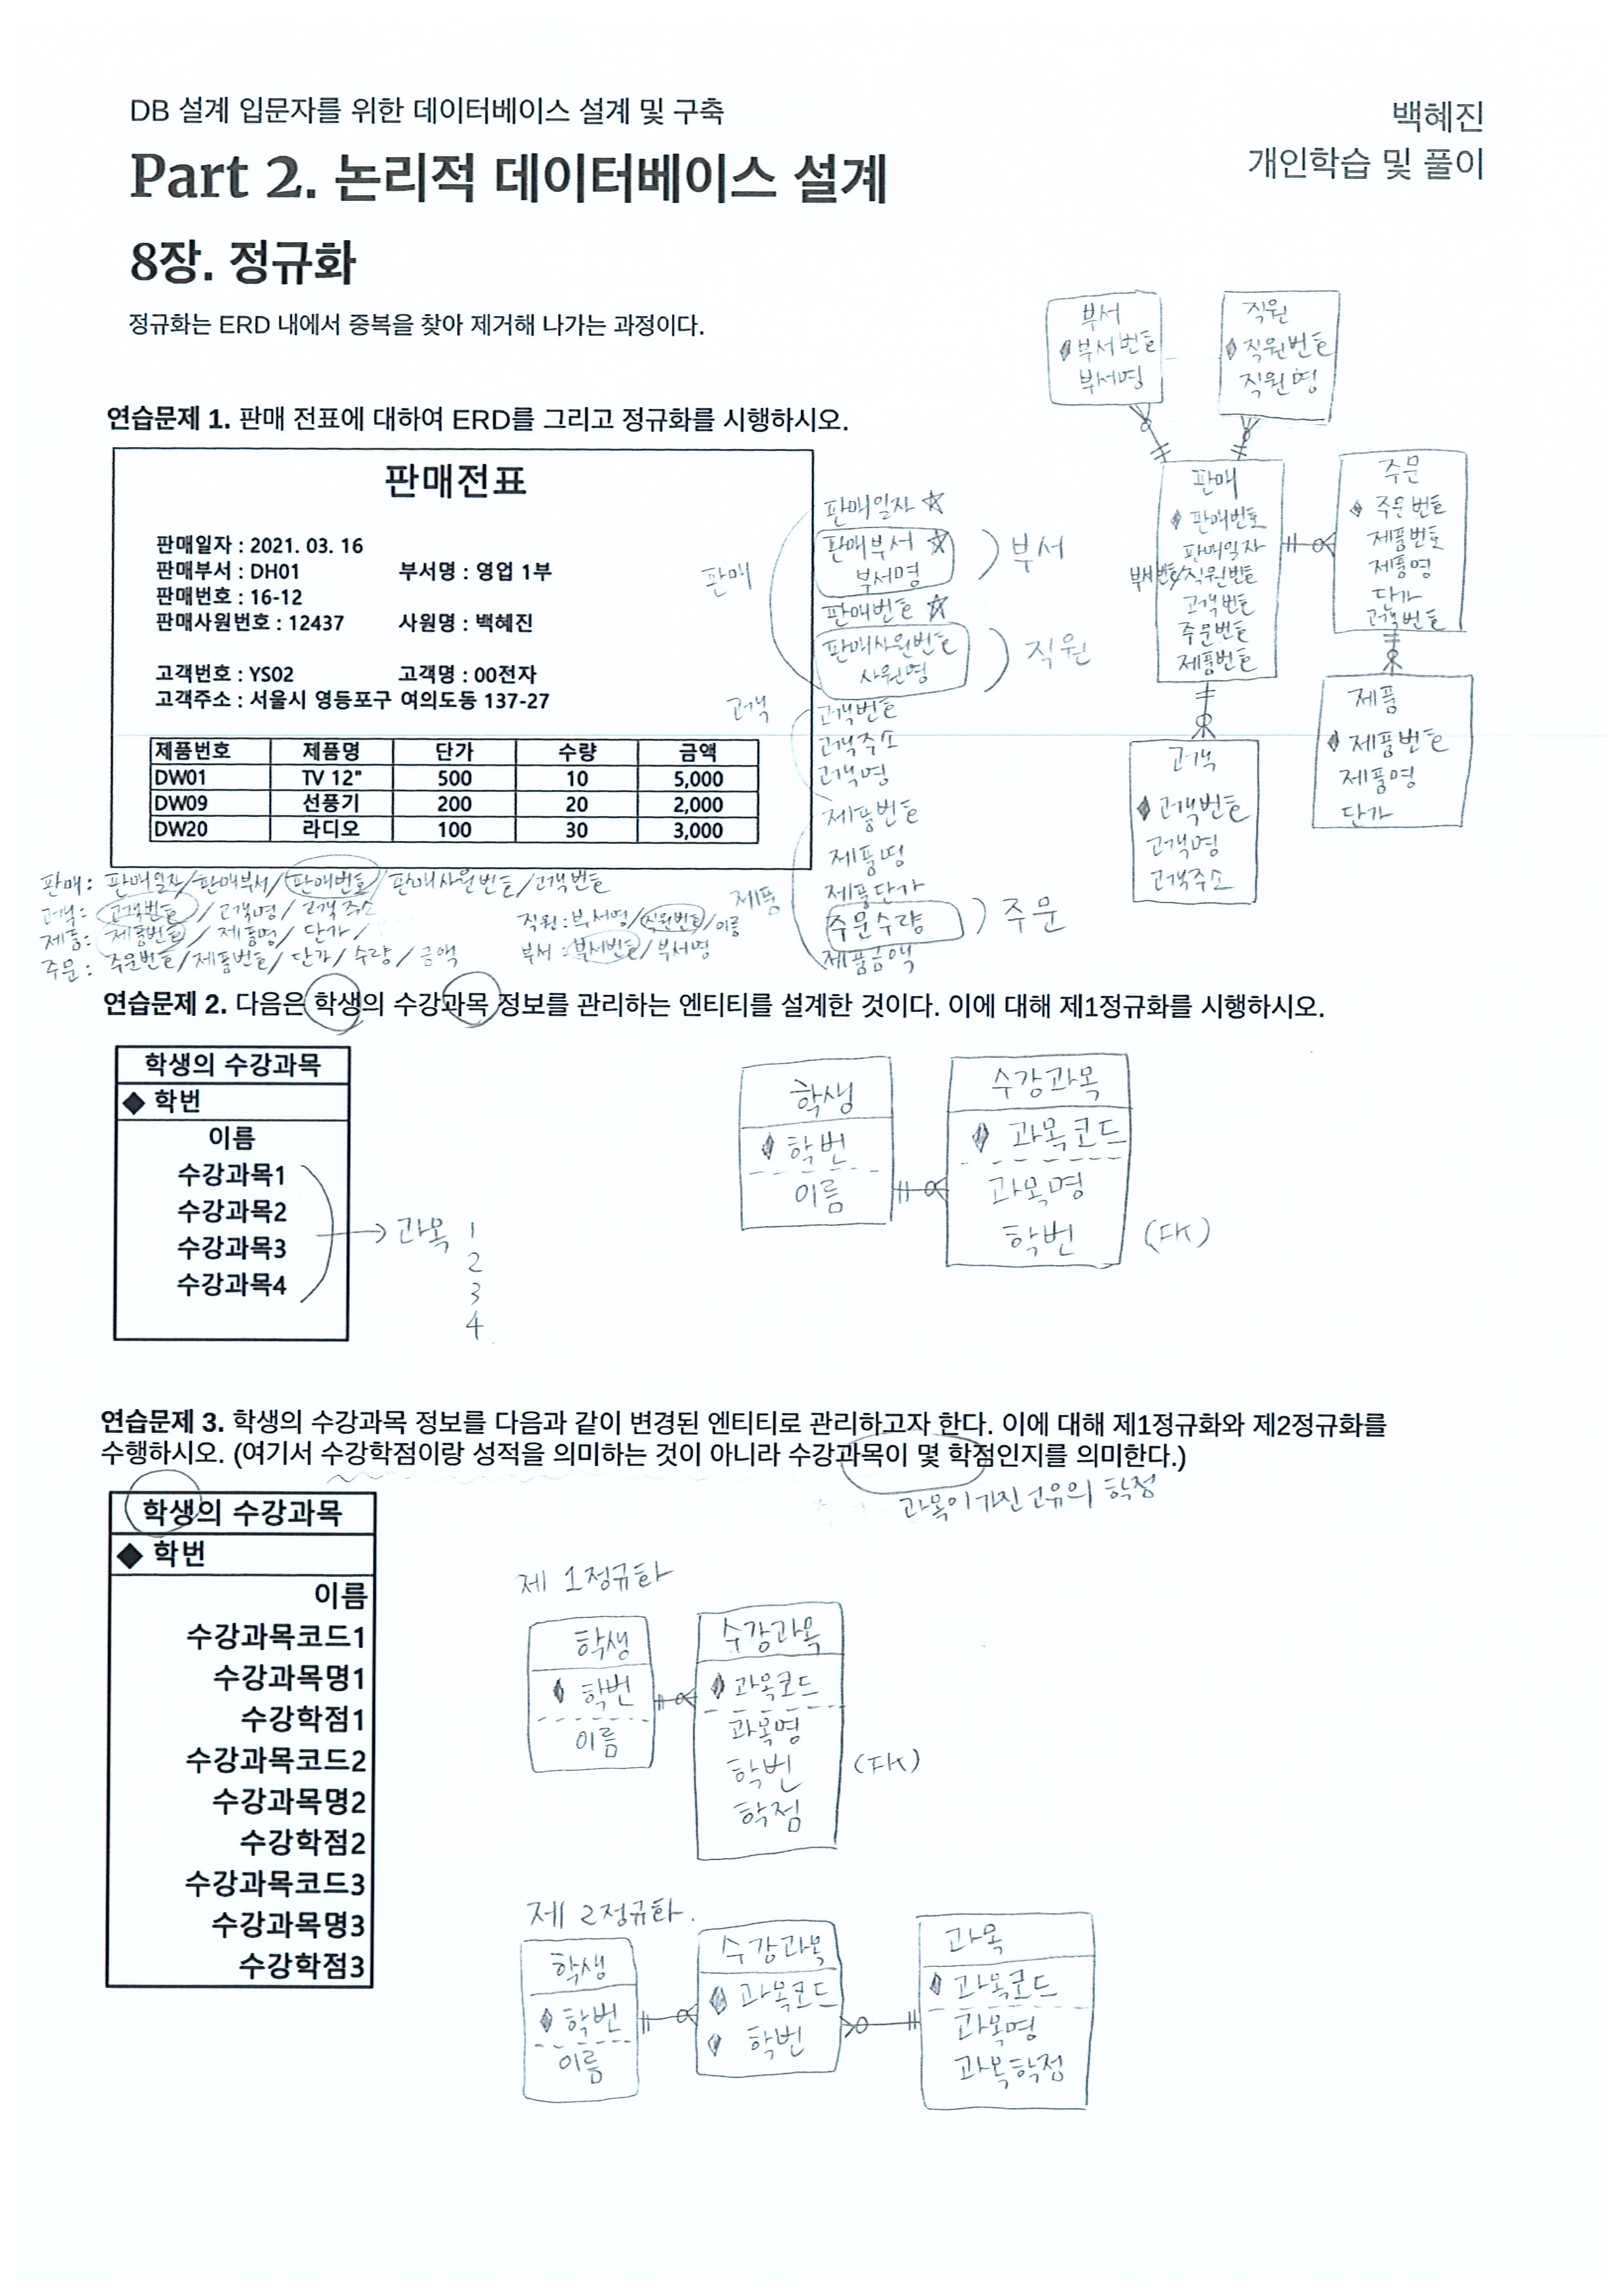 DB 설계 입문자를 위한 데이터베이스 설계 및 구축
백혜진
Part 2. 논리적 데이터베이스 설계
개인학습 및 풀이
8장. 정규화
정규화는 ERD 내에서 중복을 찾아 제거해 나가는 과정이다.
부서
◆부서번호
부서명
직원
◆직원번호
직원명
연습문제 1. 판매 전표에 대하여 ERD를 그리고 정규화를 시행하시오.
판매전표
판매일자 : 2021. 03. 16
판매부서 : DH01 부서명 : 영업 1부
판매번호 : 16-12
판매사원번호 : 12437 사원명 : 백혜진
고객번호 : YS02 고객명 : 00전자
고객주소 : 서울시 영등포구 여의도동 137-27
제품번호 제품명 단가 수량 금액
DW01 TV 12" 500 10 5,000
DW09 선풍기 200 20 2,000
DW20 라디오 100 30 3,000
판매
판매일자 ☆
판매부서 ☆
부서명
부서
판매번호 ☆
판매사원번호
사원명
직원
고객
고객번호
고객주소
고객명
제품
제품번호
제품명
제품단가
주문수량
주문
제품금액
판매
◆판매번호
판매일자
부서번호/직원번호
고객번호
주문번호
제품번호
주문
◆주문번호
제품번호
제품명
단가
고객번호
고객
◆고객번호
고객명
고객주소
제품
◆제품번호
제품명
단가
판매: 판매일자/판매부서/판매번호/판매사원번호/고객번호
고객: 고객번호/고객명/고객주소
제품: 제품번호/제품명/단가/
주문: 주문번호/제품번호/단가/수량/금액
직원:부서명/직원번호/이름
부서:부서번호/부서명
연습문제 2. 다음은 학생의 수강과목 정보를 관리하는 엔티티를 설계한 것이다. 이에 대해 제1정규화를 시행하시오.
학생의 수강과목
◆ 학번
이름
수강과목1
수강과목2
수강과목3
수강과목4
과목 1
2
3
4
학생
◆학번
이름
수강과목
◆과목코드
과목명
학번 (FK)
연습문제 3. 학생의 수강과목 정보를 다음과 같이 변경된 엔티티로 관리하고자 한다. 이에 대해 제1정규화와 제2정규화를
수행하시오. (여기서 수강학점이랑 성적을 의미하는 것이 아니라 수강과목이 몇 학점인지를 의미한다.)
과목이 가진 고유의 학점
학생의 수강과목
◆ 학번
이름
수강과목코드1
수강과목명1
수강학점1
수강과목코드2
수강과목명2
수강학점2
수강과목코드3
수강과목명3
수강학점3
제 1정규화
학생
◆학번
이름
수강과목
◆과목코드
과목명
학번 (FK)
학점
제 2정규화.
학생
◆학번
이름
수강과목
◆과목코드
◆학번
과목
◆과목코드
과목명
과목학점